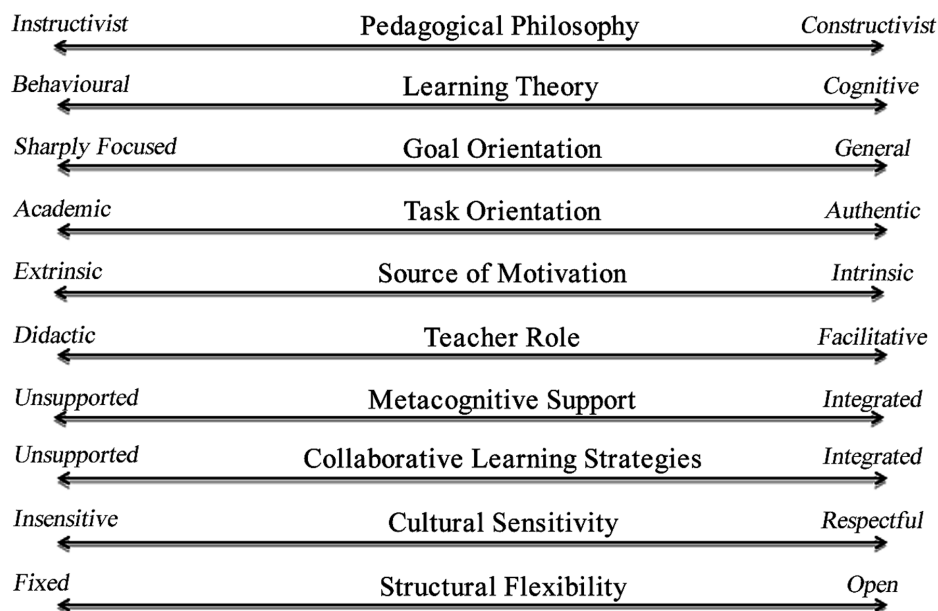 Instructivist Pedagogical Philosophy Constructivist
Behavioural Learning Theory Cognitive
Sharply Focused Goal Orientation General
Academic Task Orientation Authentic
Extrinsic Source of Motivation Intrinsic
Didactic Teacher Role Facilitative
Unsupported Metacognitive Support Integrated
Unsupported Collaborative Learning Strategies Integrated
Insensitive Cultural Sensitivity Respectful
Fixed Structural Flexibility Open